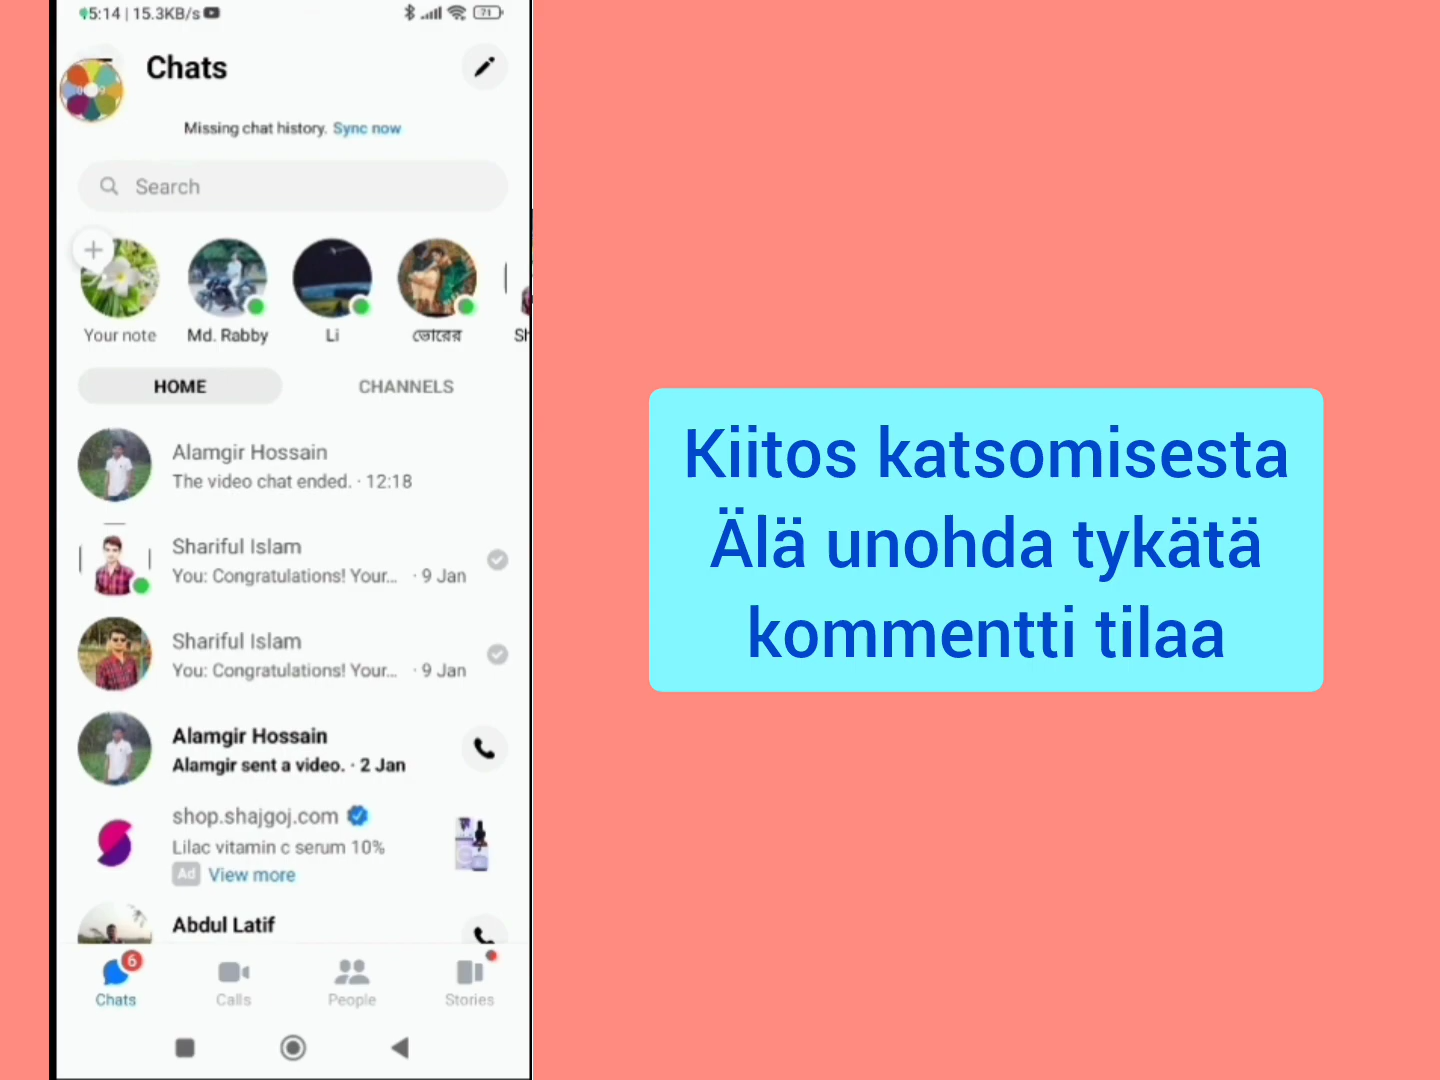 5:14 | 15.3KB/s
71
Chats
Missing chat history. Sync now
Search
Your note
Md. Rabby
Li
ভোরের
Sh
HOME
CHANNELS
Alamgir Hossain
The video chat ended. · 12:18
Shariful Islam
You: Congratulations! Your... · 9 Jan
Shariful Islam
You: Congratulations! Your... · 9 Jan
Alamgir Hossain
Alamgir sent a video. · 2 Jan
shop.shajgoj.com
Lilac vitamin c serum 10%
Ad View more
Abdul Latif
6
Chats
Calls
People
Stories
Kiitos katsomisesta
Älä unohda tykätä
kommentti tilaa